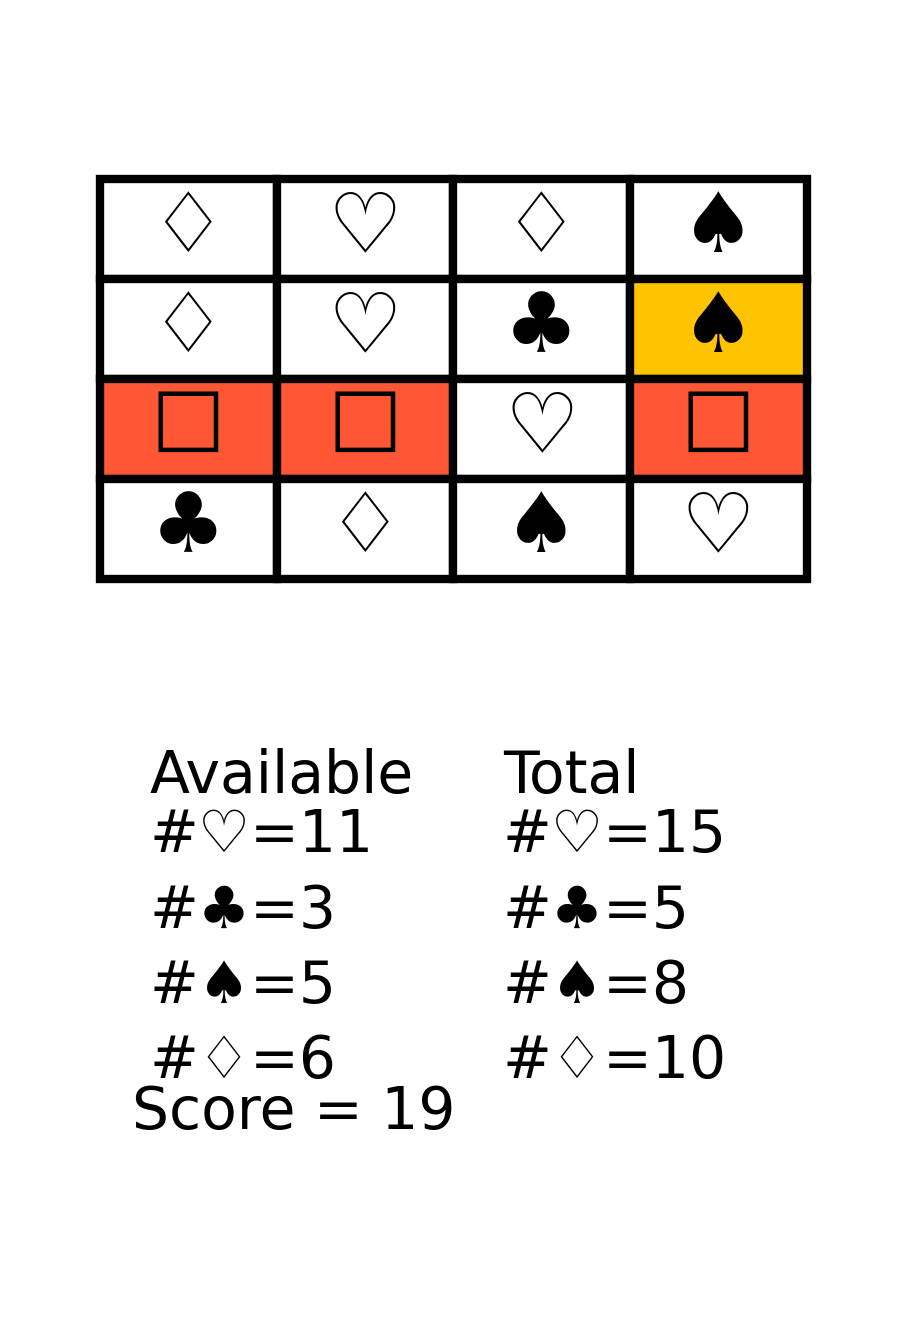 ♢ ♡ ♢ ♠
♢ ♡ ♣ ♠
□ □ ♡ □
♣ ♢ ♠ ♡
Available
#♡=11
#♣=3
#♠=5
#♢=6
Total
#♡=15
#♣=5
#♠=8
#♢=10
Score = 19